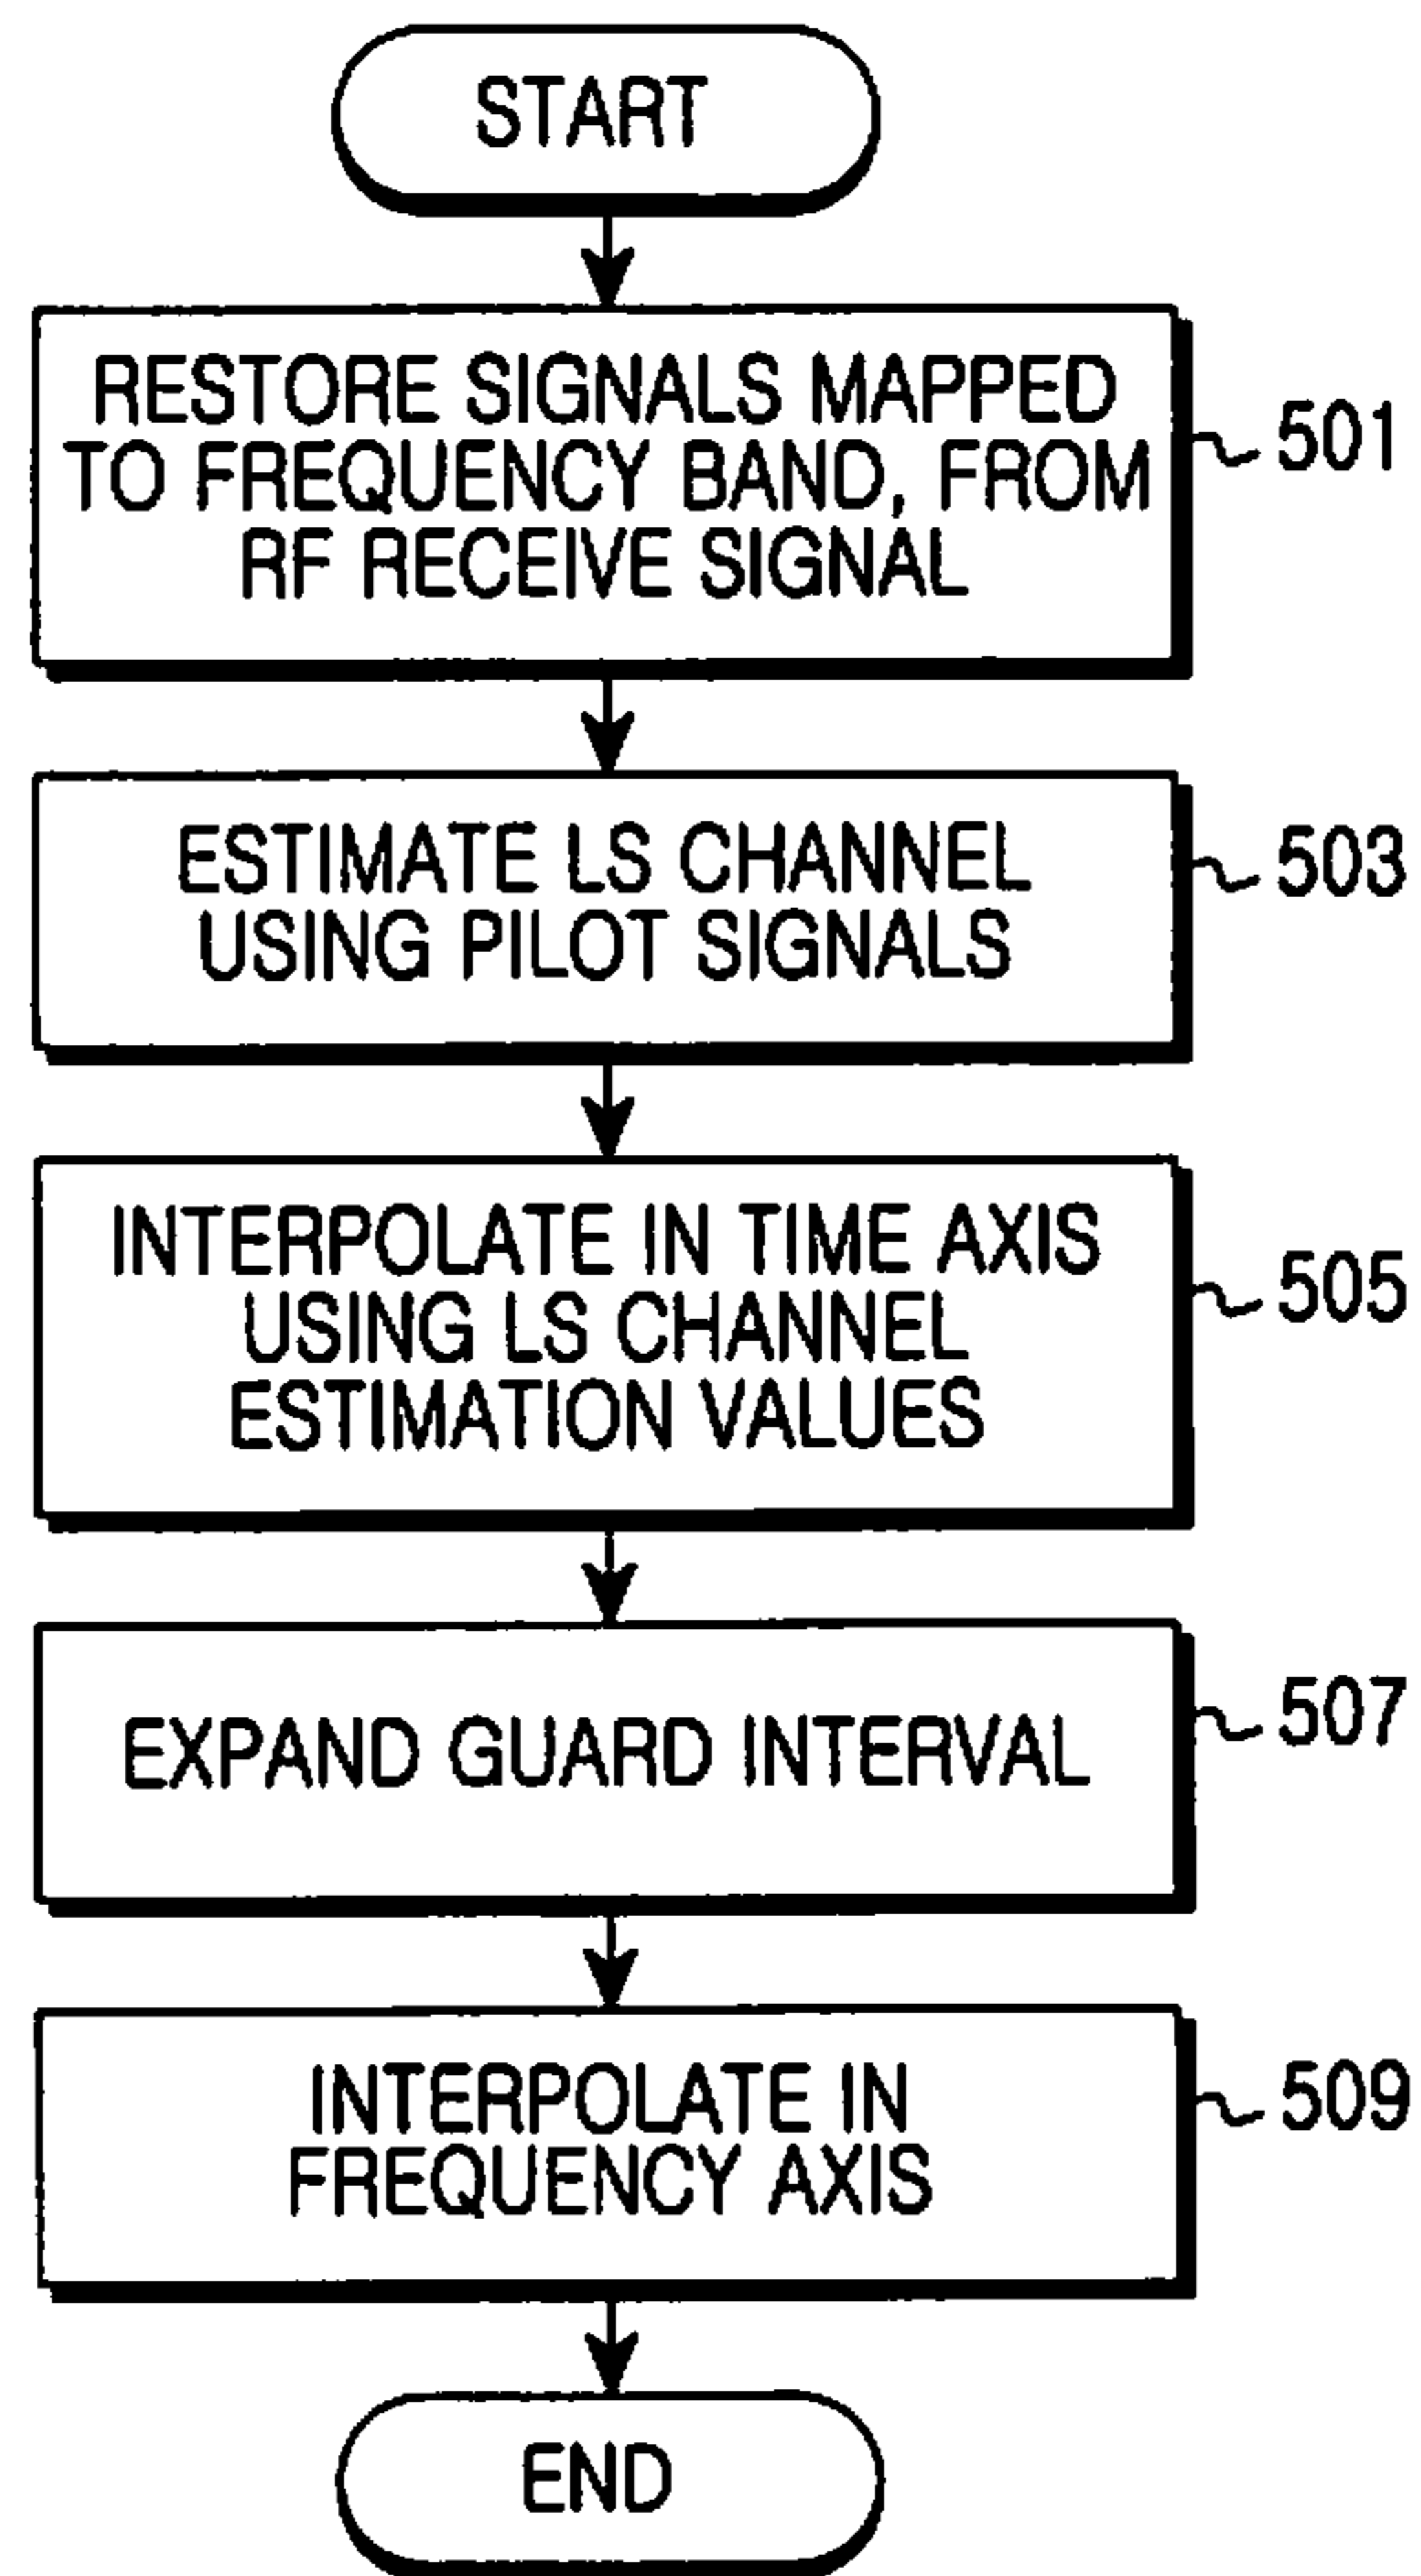 START
RESTORE SIGNALS MAPPED
TO FREQUENCY BAND, FROM
RF RECEIVE SIGNAL
501
ESTIMATE LS CHANNEL
USING PILOT SIGNALS
503
INTERPOLATE IN TIME AXIS
USING LS CHANNEL
ESTIMATION VALUES
505
EXPAND GUARD INTERVAL
507
INTERPOLATE IN
FREQUENCY AXIS
509
END